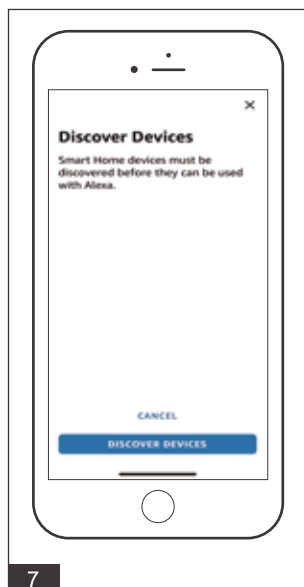 ×
Discover Devices
Smart Home devices must be
discovered before they can be used
with Alexa.
CANCEL
DISCOVER DEVICES
7